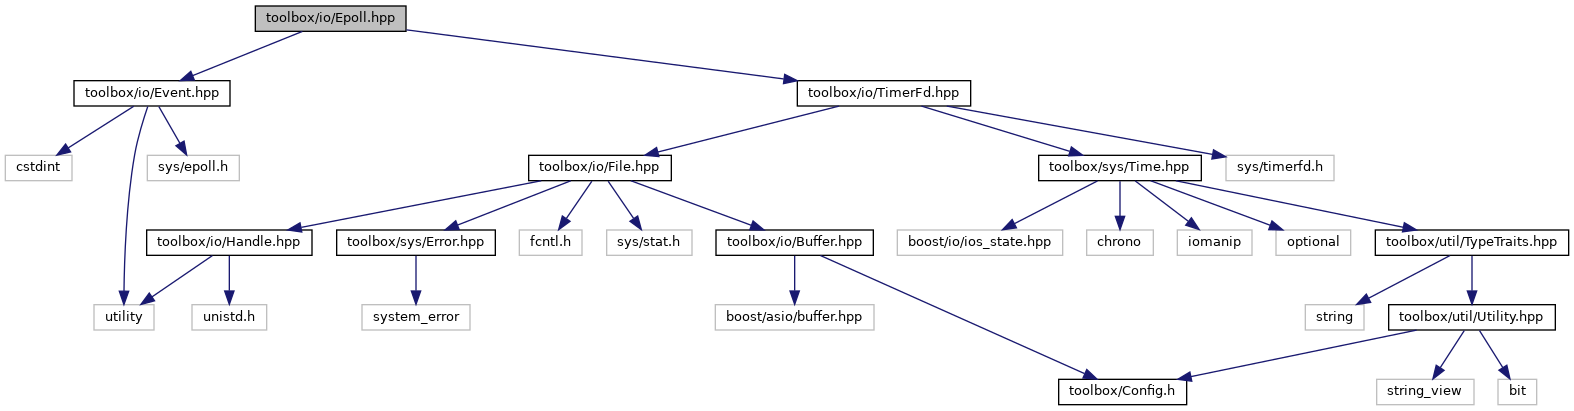 toolbox/io/Epoll.hpp
toolbox/io/Event.hpp
toolbox/io/TimerFd.hpp
cstdint
sys/epoll.h
toolbox/io/File.hpp
toolbox/sys/Time.hpp
sys/timerfd.h
toolbox/io/Handle.hpp
toolbox/sys/Error.hpp
fcntl.h
sys/stat.h
toolbox/io/Buffer.hpp
boost/io/ios_state.hpp
chrono
iomanip
optional
toolbox/util/TypeTraits.hpp
utility
unistd.h
system_error
boost/asio/buffer.hpp
string
toolbox/util/Utility.hpp
toolbox/Config.h
string_view
bit